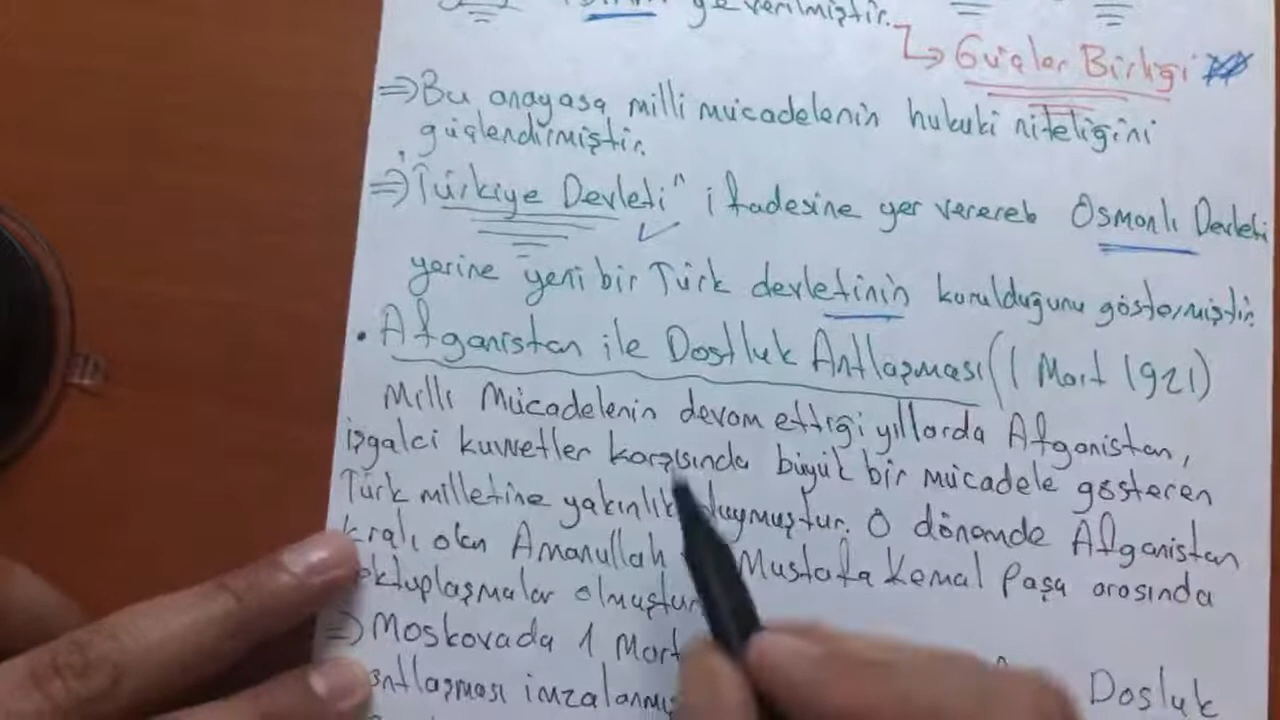 verilmiştir.
↳ Güçler Birliği
⇒ Bu anayasa milli mücadelenin hukuki niteliğini
güçlendirmiştir.
⇒ "Türkiye Devleti" ifadesine yer vererek Osmanlı Devleti
yerine yeni bir Türk devletinin kurulduğunu göstermiştir.
• Afganistan ile Dostluk Antlaşması (1 Mart 1921)
Milli Mücadelenin devam ettiği yıllarda Afganistan,
işgalci kuvvetler karşısında büyük bir mücadele gösteren
Türk milletine yakınlık duymuştur. O dönemde Afganistan
kralı olan Amanullah Mustafa Kemal Paşa arasında
mektuplaşmalar olmuştur
⇒ Moskovada 1 Mart Dosluk
antlaşması imzalanmış